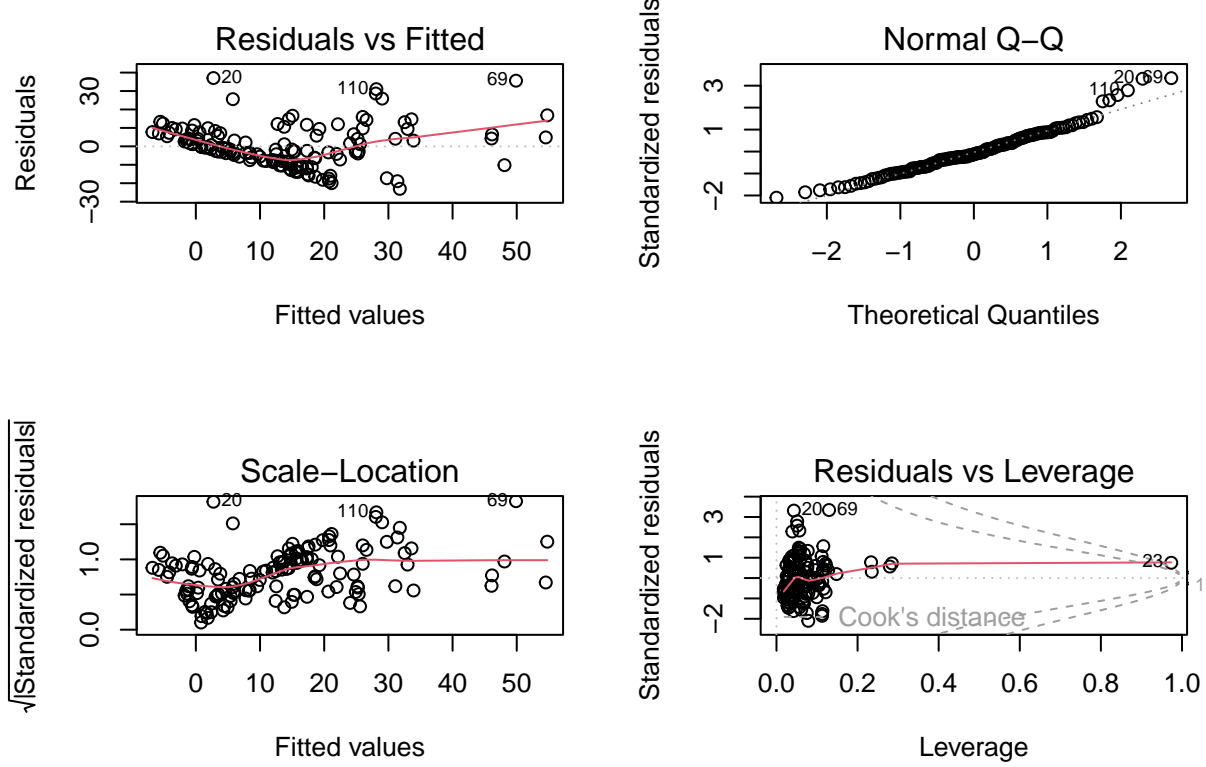 Residuals vs Fitted
Residuals
30
0
−30
20
110
69
0 10 20 30 40 50
Fitted values
Normal Q−Q
Standardized residuals
3
1
−2
110
20
69
−2 −1 0 1 2
Theoretical Quantiles
Scale−Location
√|Standardized residuals|
1.0
0.0
20
110
69
0 10 20 30 40 50
Fitted values
Residuals vs Leverage
Standardized residuals
3
1
−2
20
69
23
1
Cook's distance
0.0 0.2 0.4 0.6 0.8 1.0
Leverage